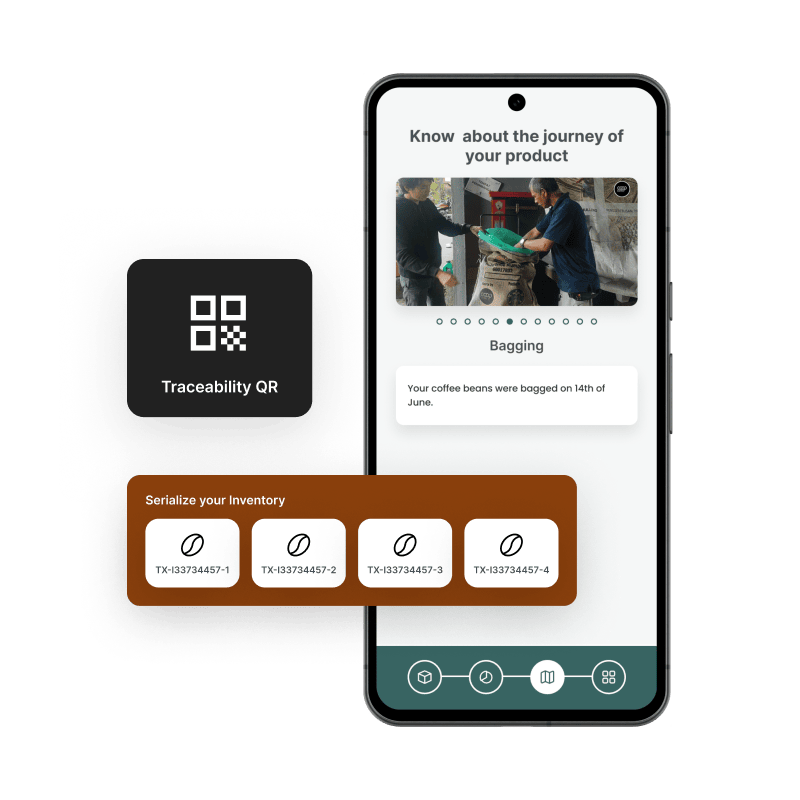 Know  about the journey of
your product
Bagging
Your coffee beans were bagged on 14th of
June.
Traceability QR
Serialize your Inventory
TX-I33734457-1
TX-I33734457-2
TX-I33734457-3
TX-I33734457-4